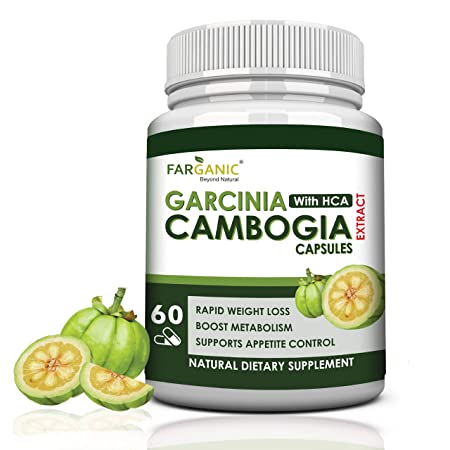 FARGANIC®
Beyond Natural
GARCINIA With HCA
CAMBOGIA EXTRACT
CAPSULES
60
RAPID WEIGHT LOSS
BOOST METABOLISM
SUPPORTS APPETITE CONTROL
NATURAL DIETARY SUPPLEMENT